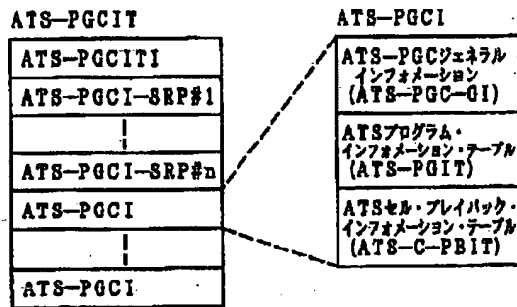 ATS-PGCIT
ATS-PGCITI
ATS-PGCI-SRP#1
ATS-PGCI-SRP#n
ATS-PGCI
ATS-PGCI
ATS-PGCI
ATS-PGCジェネラル
インフォメーション
(ATS-PGC-GI)
ATSプログラム・
インフォメーション・テーブル
(ATS-PGIT)
ATSセル・プレイバック・
インフォメーション・テーブル
(ATS-C-PBIT)